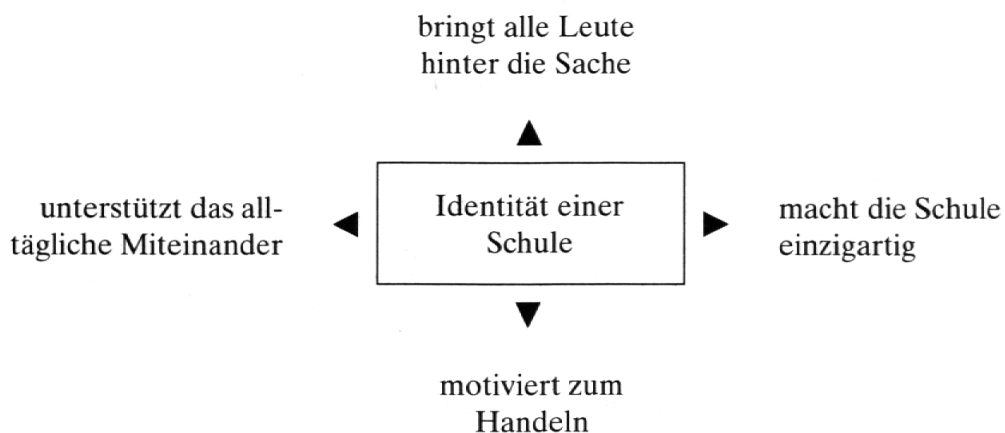 bringt alle Leute
hinter die Sache
unterstützt das all-
tägliche Miteinander
Identität einer
Schule
macht die Schule
einzigartig
motiviert zum
Handeln